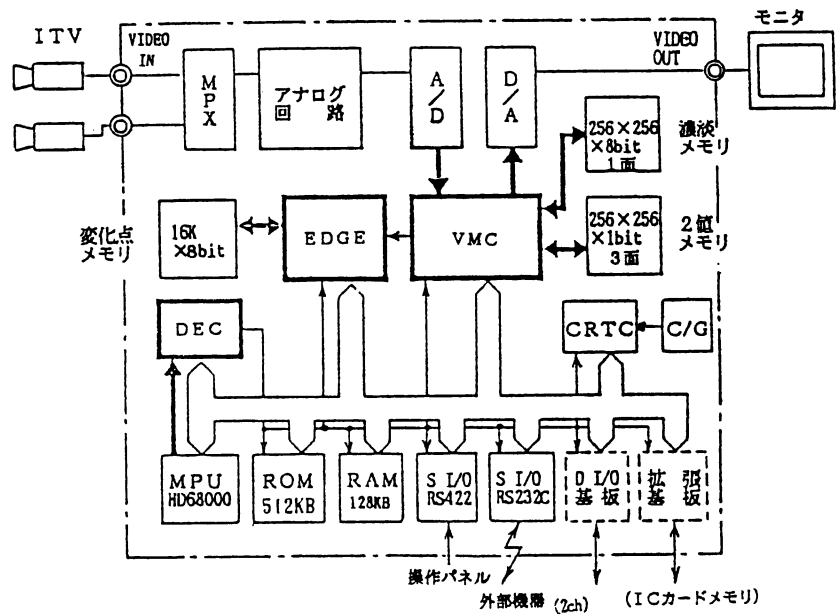 ITV
VIDEO
IN
MPX
アナログ
回路
A/D
D/A
VIDEO
OUT
モニタ
256×256
×8bit
1面
濃淡
メモリ
変化点
メモリ
16K
×8bit
EDGE
VMC
256×256
×1bit
3面
2値
メモリ
DEC
CRTC
C/G
MPU
HD68000
ROM
512KB
RAM
128KB
S I/O
RS422
S I/O
RS232C
D I/O
基板
拡張
基板
操作パネル
外部機器
(2ch)
(ICカードメモリ)